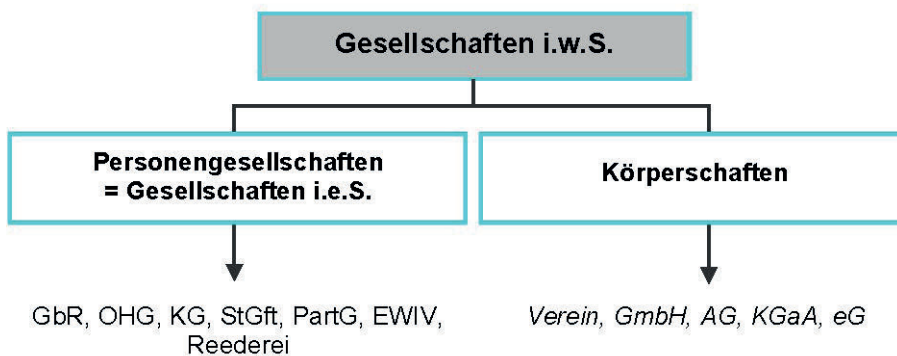 Gesellschaften i.w.S.
Personengesellschaften
= Gesellschaften i.e.S.
Körperschaften
GbR, OHG, KG, StGft, PartG, EWIV,
Reederei
Verein, GmbH, AG, KGaA, eG